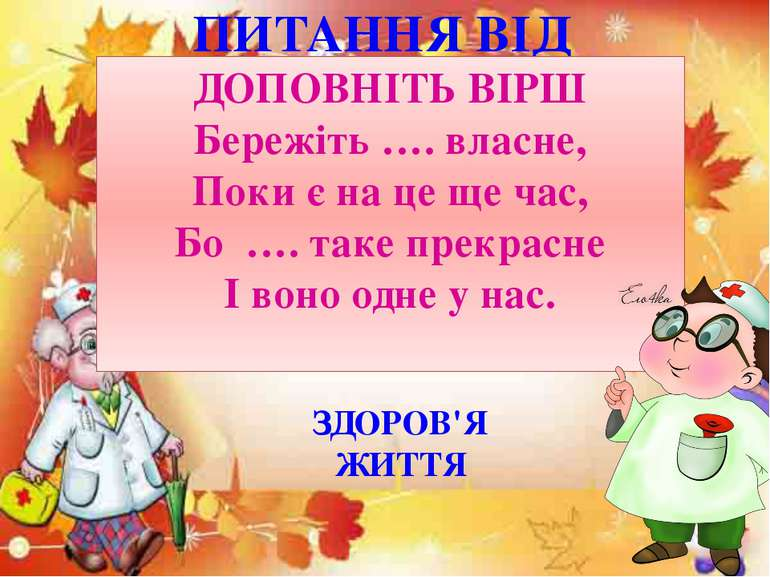 ПИТАННЯ ВІД
ДОПОВНІТЬ ВІРШ
Бережіть .... власне,
Поки є на це ще час,
Бо .... таке прекрасне
І воно одне у нас.
ЗДОРОВ'Я
ЖИТТЯ